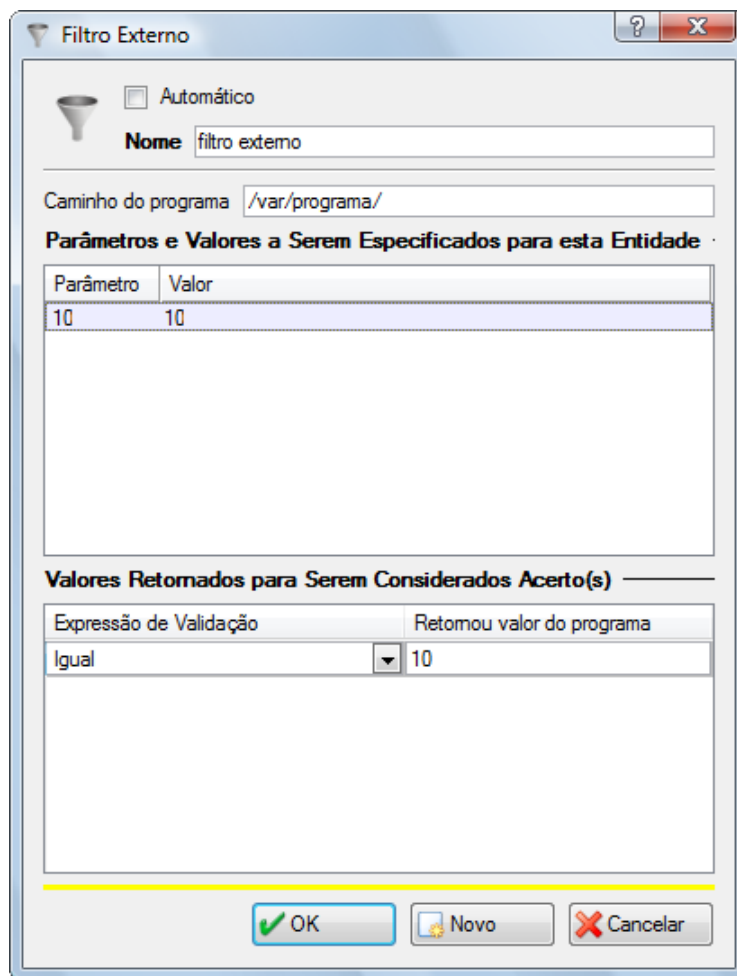 Filtro Externo
Automático
Nome filtro externo
Caminho do programa /var/programa/
Parâmetros e Valores a Serem Especificados para esta Entidade
Parâmetro Valor
10 10
Valores Retornados para Serem Considerados Acerto(s)
Expressão de Validação Retornou valor do programa
Igual 10
OK Novo Cancelar